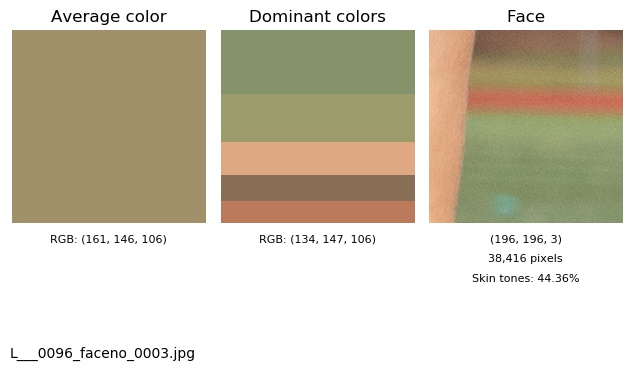 Average color
Dominant colors
Face
RGB: (161, 146, 106)
RGB: (134, 147, 106)
(196, 196, 3)
38,416 pixels
Skin tones: 44.36%
L___0096_faceno_0003.jpg